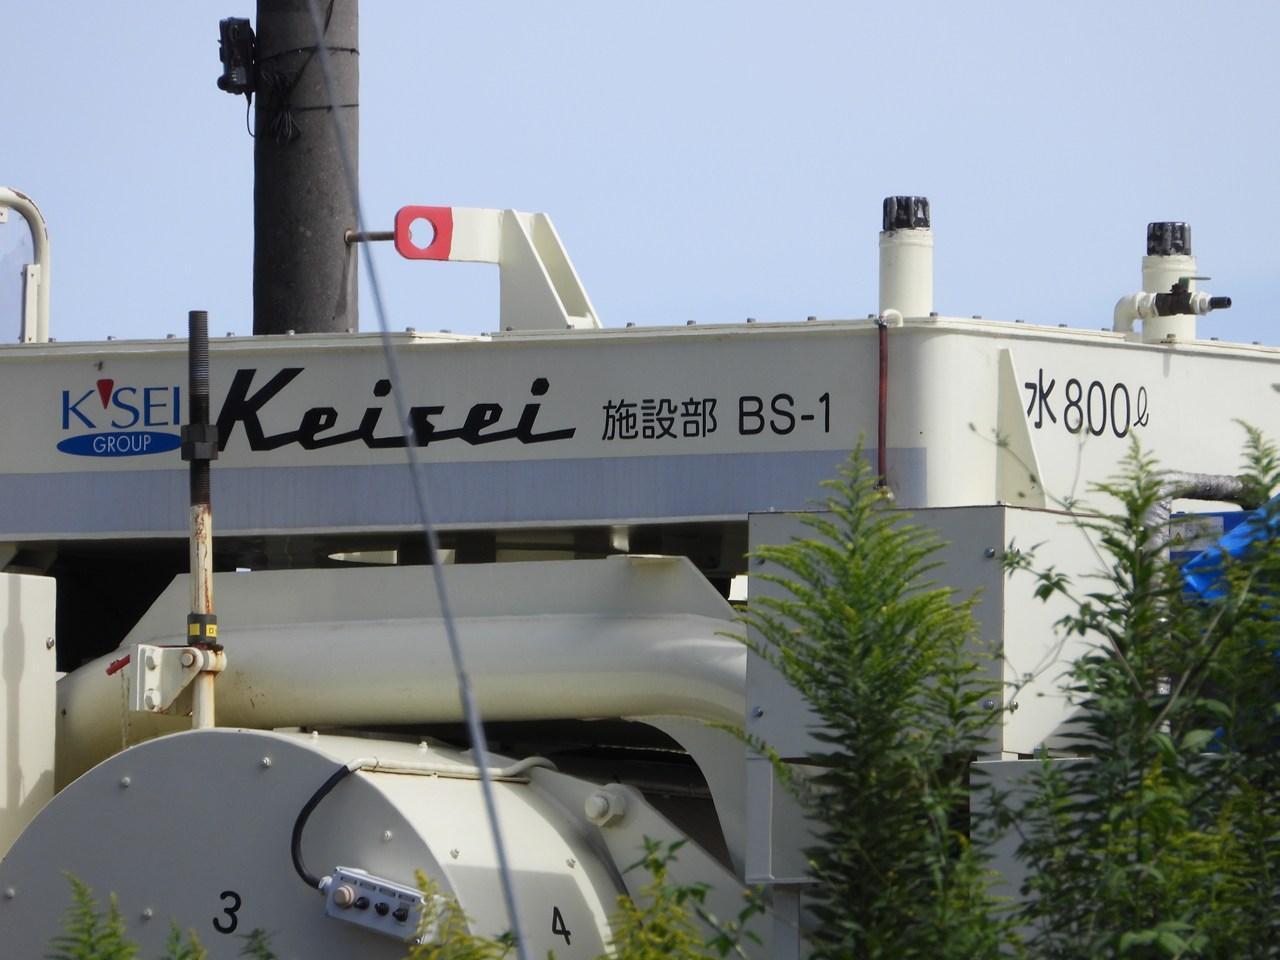 K'SEI
GROUP
Keisei 施設部 BS-1
水800ℓ
3
4